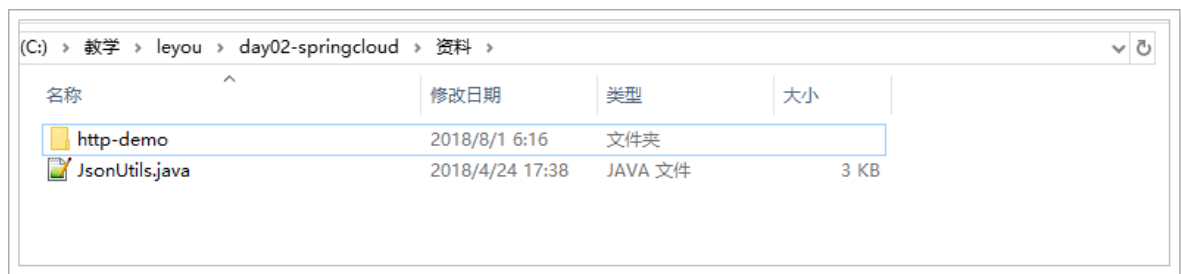 (C:) > 教学 > leyou > day02-springcloud > 资料 >
名称 修改日期 类型 大小
http-demo 2018/8/1 6:16 文件夹
JsonUtils.java 2018/4/24 17:38 JAVA 文件 3 KB